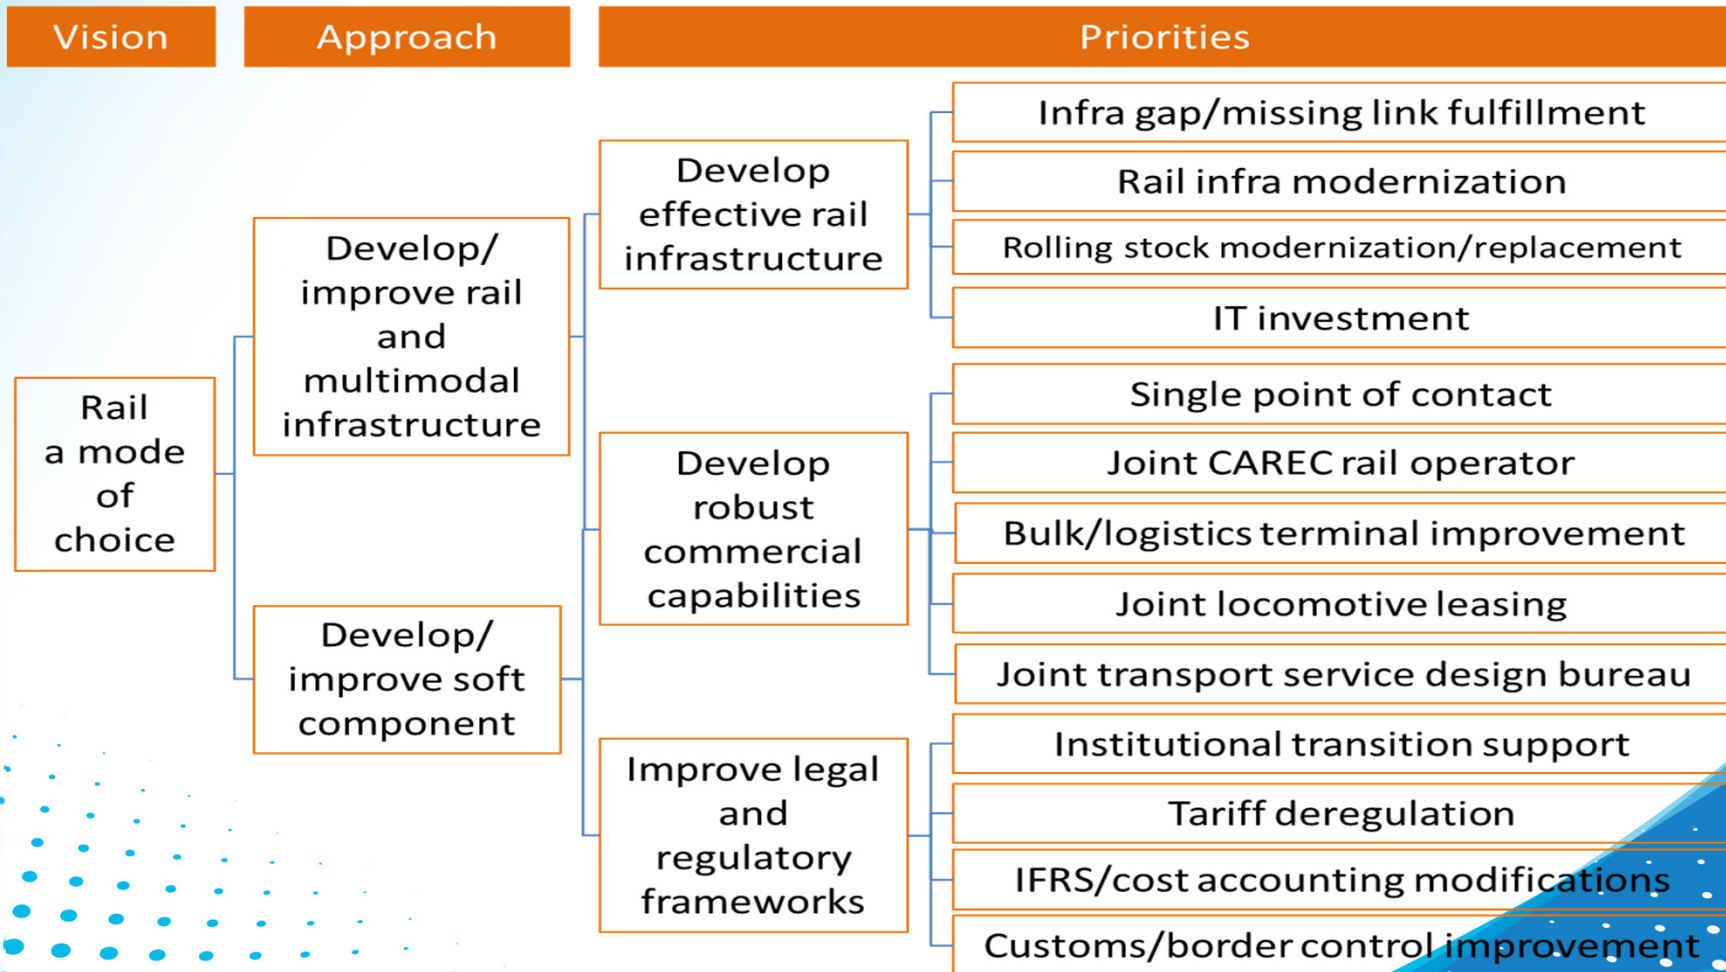 Vision
Approach
Priorities
Rail
a mode
of
choice
Develop/
improve rail
and
multimodal
infrastructure
Develop/
improve soft
component
Develop
effective rail
infrastructure
Infra gap/missing link fulfillment
Rail infra modernization
Rolling stock modernization/replacement
IT investment
Develop
robust
commercial
capabilities
Single point of contact
Joint CAREC rail operator
Bulk/logistics terminal improvement
Joint locomotive leasing
Joint transport service design bureau
Improve legal
and
regulatory
frameworks
Institutional transition support
Tariff deregulation
IFRS/cost accounting modifications
Customs/border control improvement